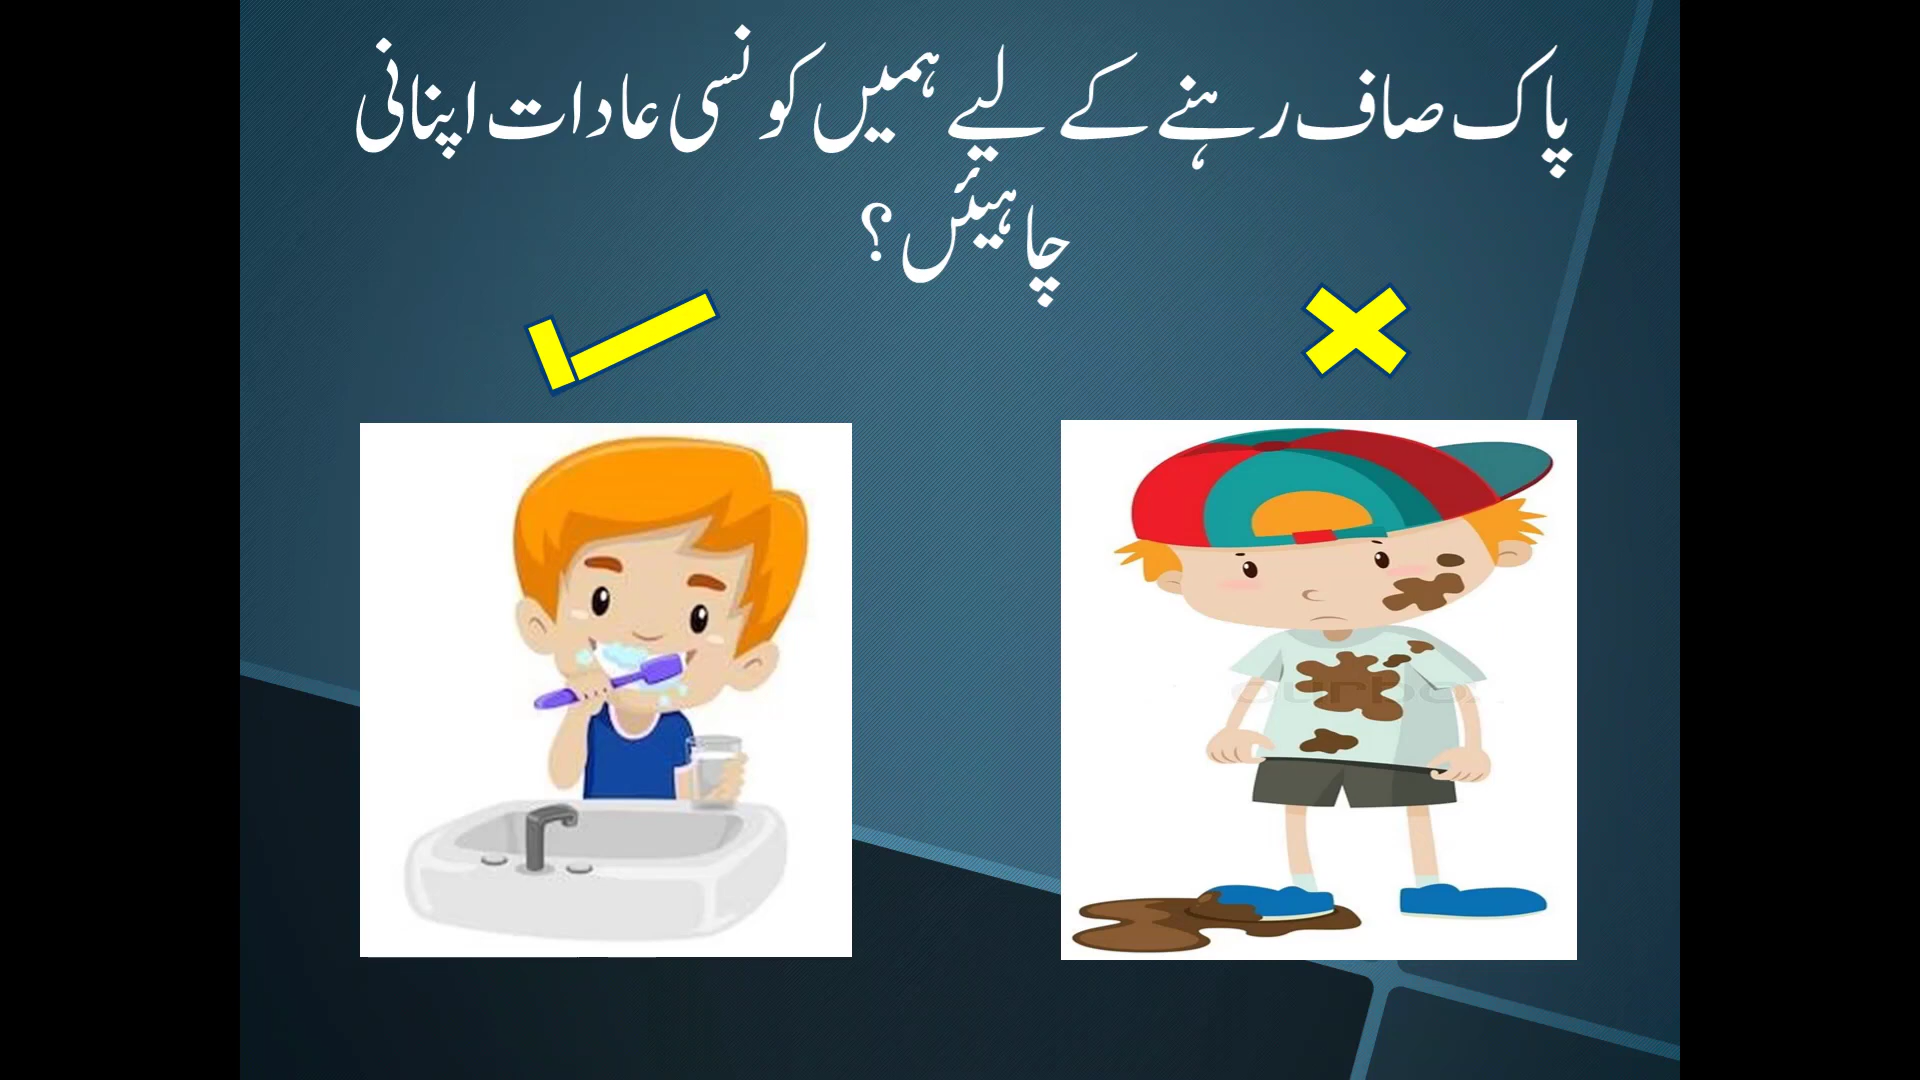 پاک صاف رہنے کے لیے ہمیں کونسی عادات اپنانی
چاہیئں؟